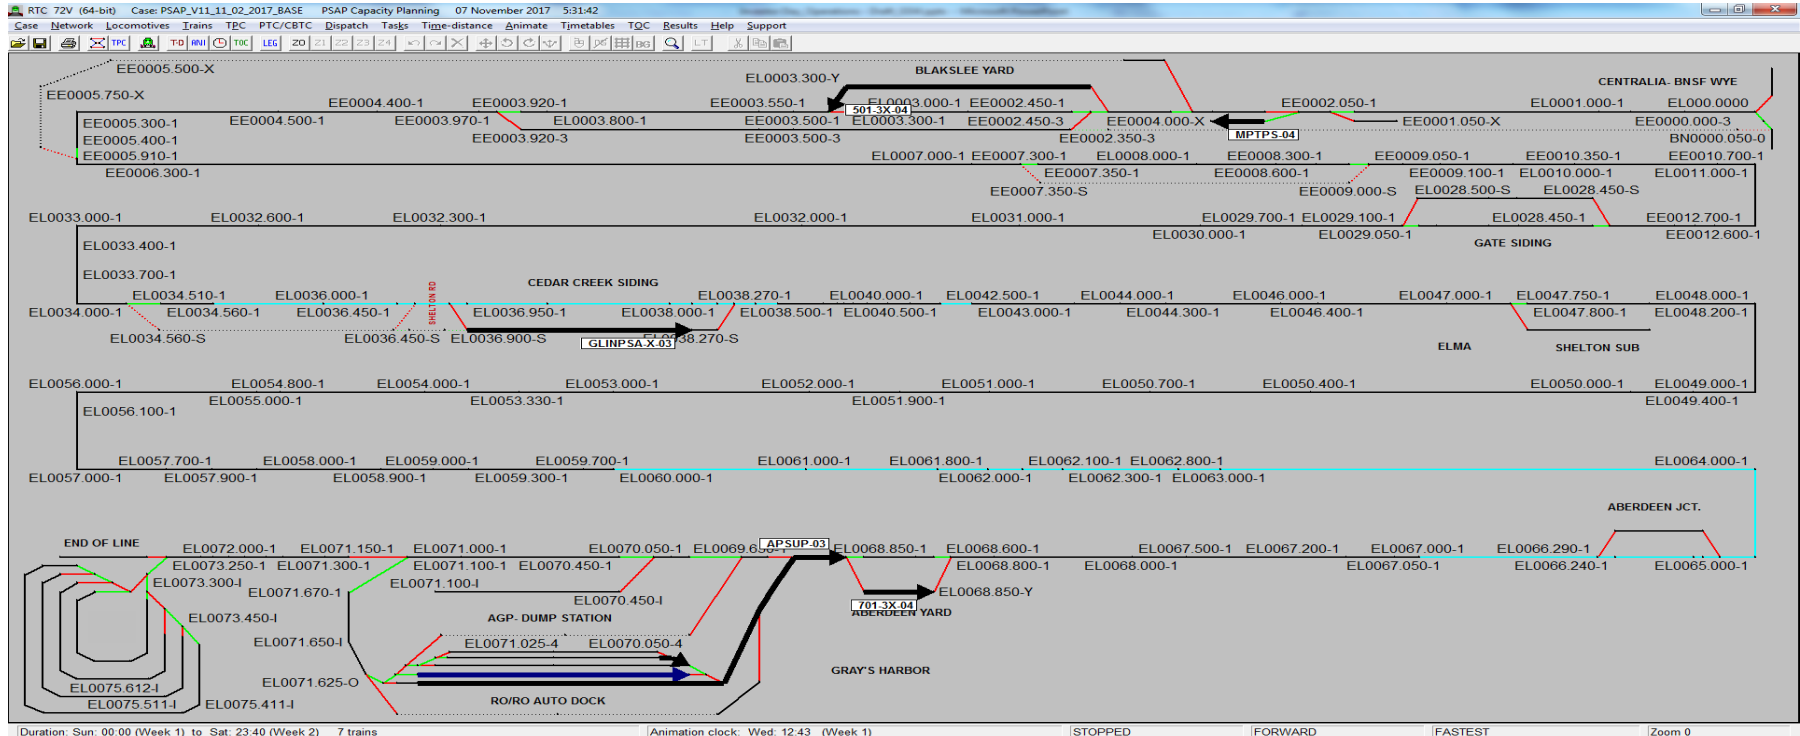 RTC 72V (64-bit) Case: PSAP_V11_11_02_2017_BASE PSAP Capacity Planning 07 November 2017 5:31:42
Case Network Locomotives Trains TPC PTC/CBTC Dispatch Tasks Time-distance Animate Timetables TOC Results Help Support
TPC T-D ANI TOC LEG Z0 Z1 Z2 Z3 Z4 BG LT
EE0005.500-X
BLAKSLEE YARD
EL0003.300-Y
CENTRALIA- BNSF WYE
EE0005.750-X
EE0004.400-1 EE0003.920-1 EE0003.550-1 501-3X-04 EL0003.000-1 EE0002.450-1 EE0002.050-1 EL0001.000-1 EL000.0000
EE0005.300-1 EE0004.500-1 EE0003.970-1 EL0003.800-1 EE0003.500-1 EL0003.300-1 EE0002.450-3 EE0004.000-X EE0001.050-X EE0000.000-3
MPTPS-04
EE0005.400-1 EE0003.920-3 EE0003.500-3 EE0002.350-3 BN0000.050-0
EE0005.910-1 EL0007.000-1 EE0007.300-1 EL0008.000-1 EE0008.300-1 EE0009.050-1 EE0010.350-1 EE0010.700-1
EE0006.300-1 EE0007.350-1 EE0008.600-1 EE0009.100-1 EL0010.000-1 EL0011.000-1
EE0007.350-S EE0009.000-S EL0028.500-S EL0028.450-S
EL0033.000-1 EL0032.600-1 EL0032.300-1 EL0032.000-1 EL0031.000-1 EL0029.700-1 EL0029.100-1 EL0028.450-1 EE0012.700-1
EL0030.000-1 EL0029.050-1 EE0012.600-1
EL0033.400-1
GATE SIDING
EL0033.700-1
CEDAR CREEK SIDING
SHELTON RD
EL0034.510-1 EL0036.000-1 EL0038.270-1 EL0040.000-1 EL0042.500-1 EL0044.000-1 EL0046.000-1 EL0047.000-1 EL0047.750-1 EL0048.000-1
EL0034.000-1 EL0034.560-1 EL0036.450-1 EL0036.950-1 EL0038.000-1 EL0038.500-1 EL0040.500-1 EL0043.000-1 EL0044.300-1 EL0046.400-1 EL0047.800-1 EL0048.200-1
EL0034.560-S EL0036.450-S EL0036.900-S GLINPSA-X-03 38.270-S
ELMA SHELTON SUB
EL0056.000-1 EL0054.800-1 EL0054.000-1 EL0053.000-1 EL0052.000-1 EL0051.000-1 EL0050.700-1 EL0050.400-1 EL0050.000-1 EL0049.000-1
EL0055.000-1 EL0053.330-1 EL0051.900-1 EL0049.400-1
EL0056.100-1
EL0057.700-1 EL0058.000-1 EL0059.000-1 EL0059.700-1 EL0061.000-1 EL0061.800-1 EL0062.100-1 EL0062.800-1 EL0064.000-1
EL0057.000-1 EL0057.900-1 EL0058.900-1 EL0059.300-1 EL0060.000-1 EL0062.000-1 EL0062.300-1 EL0063.000-1
ABERDEEN JCT.
END OF LINE
APSUP-03
EL0072.000-1 EL0071.150-1 EL0071.000-1 EL0070.050-1 EL0069.650-1 EL0068.850-1 EL0068.600-1 EL0067.500-1 EL0067.200-1 EL0067.000-1 EL0066.290-1
EL0073.250-1 EL0071.300-1 EL0071.100-1 EL0070.450-1 EL0068.800-1 EL0068.000-1 EL0067.050-1 EL0066.240-1 EL0065.000-1
EL0073.300-I EL0071.100-I
EL0071.670-1 EL0070.450-I EL0068.850-Y
701-3X-04
ABERDEEN YARD
EL0073.450-I
AGP- DUMP STATION
EL0071.650-I EL0071.025-4 EL0070.050-4
GRAY'S HARBOR
EL0071.625-O
EL0075.612-I
RO/RO AUTO DOCK
EL0075.511-I EL0075.411-I
Duration: Sun: 00:00 (Week 1) to Sat: 23:40 (Week 2) 7 trains Animation clock: Wed: 12:43 (Week 1) STOPPED FORWARD FASTEST Zoom 0